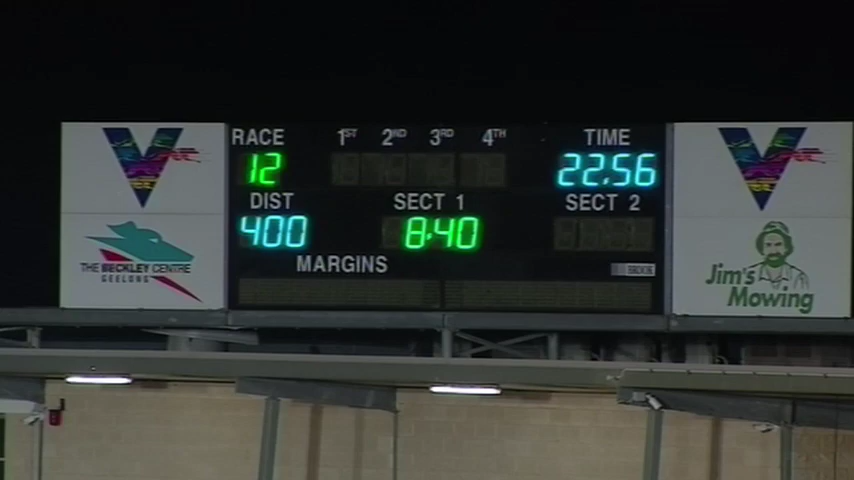 RACE 1ST 2ND 3RD 4TH TIME
12 22.56
DIST SECT 1 SECT 2
400 8.40
MARGINS
V
THE BECKLEY CENTRE
GEELONG
V
Jim's
Mowing